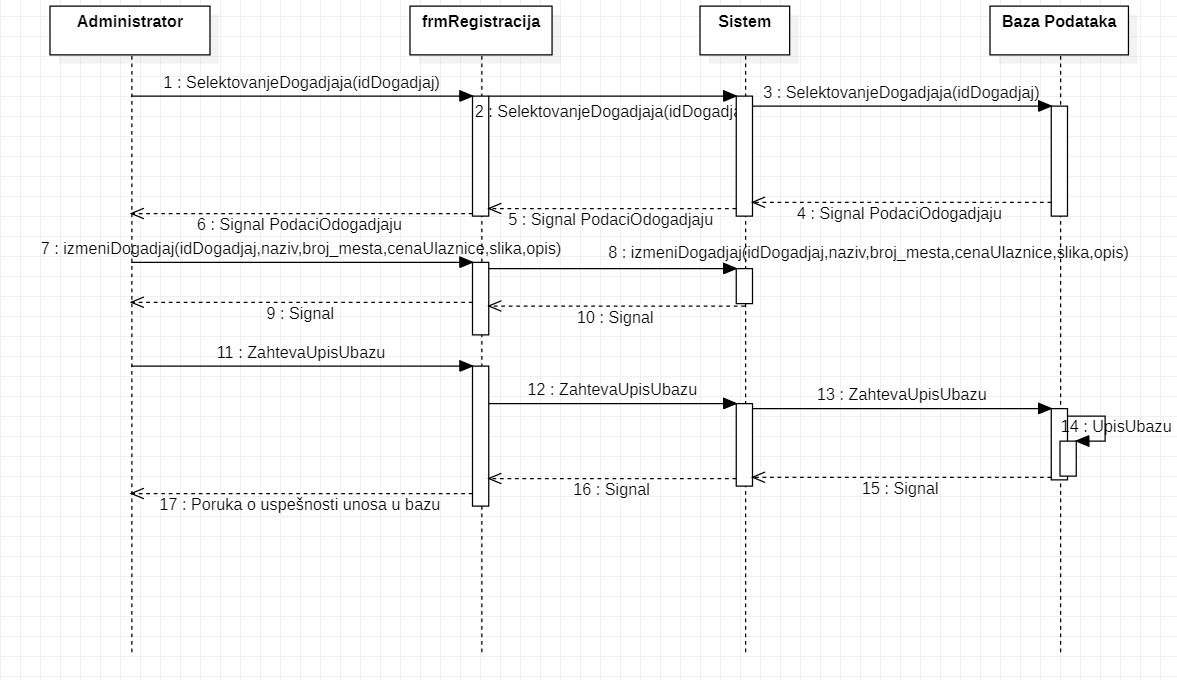 Administrator
frmRegistracija
Sistem
Baza Podataka
1 : SelektovanjeDogadjaja(idDogadjaj)
2 : SelektovanjeDogadjaja(idDogadja
3 : SelektovanjeDogadjaja(idDogadjaj)
4 : Signal PodaciOdogadjaju
5 : Signal PodaciOdogadjaju
6 : Signal PodaciOdogadjaju
7 : izmeniDogadjaj(idDogadjaj,naziv,broj_mesta,cenaUlaznice,slika,opis)
8 : izmeniDogadjaj(idDogadjaj,naziv,broj_mesta,cenaUlaznice,slika,opis)
9 : Signal
10 : Signal
11 : ZahtevaUpisUbazu
12 : ZahtevaUpisUbazu
13 : ZahtevaUpisUbazu
14 : UpisUbazu
15 : Signal
16 : Signal
17 : Poruka o uspešnosti unosa u bazu